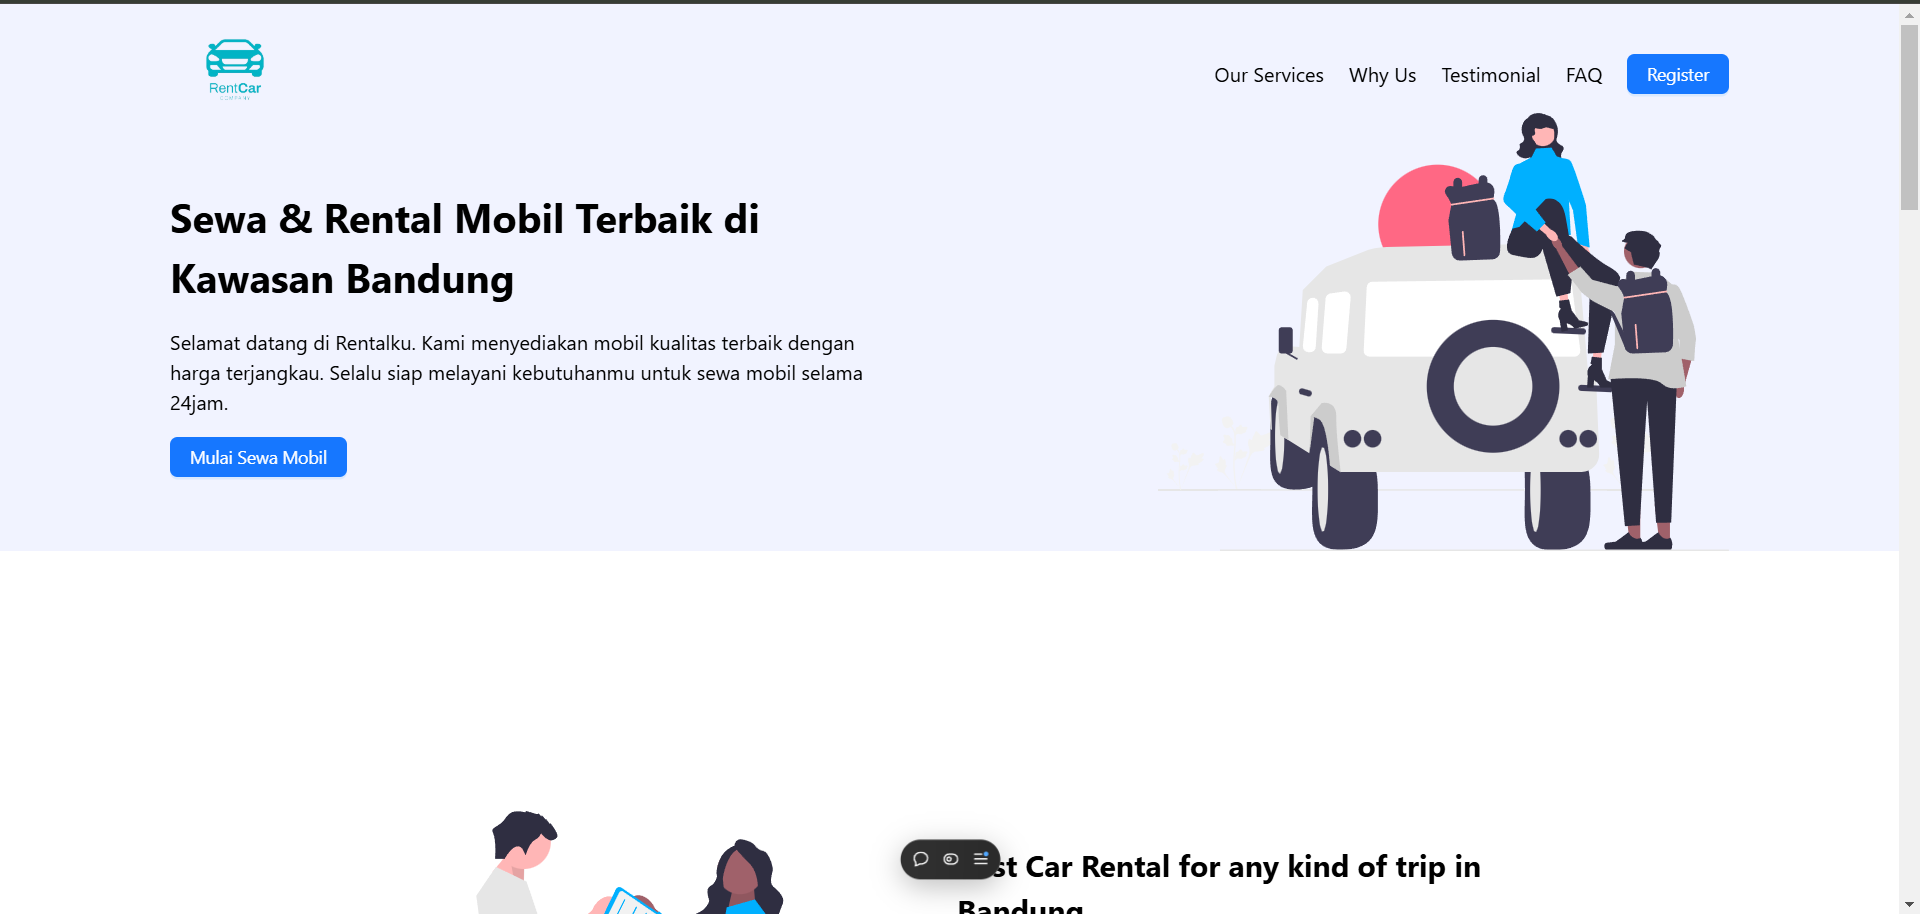 RentCar
COMPANY
Our Services
Why Us
Testimonial
FAQ
Register
Sewa & Rental Mobil Terbaik di
Kawasan Bandung
Selamat datang di Rentalku. Kami menyediakan mobil kualitas terbaik dengan
harga terjangkau. Selalu siap melayani kebutuhanmu untuk sewa mobil selama
24jam.
Mulai Sewa Mobil
Car Rental for any kind of trip in
Bandung